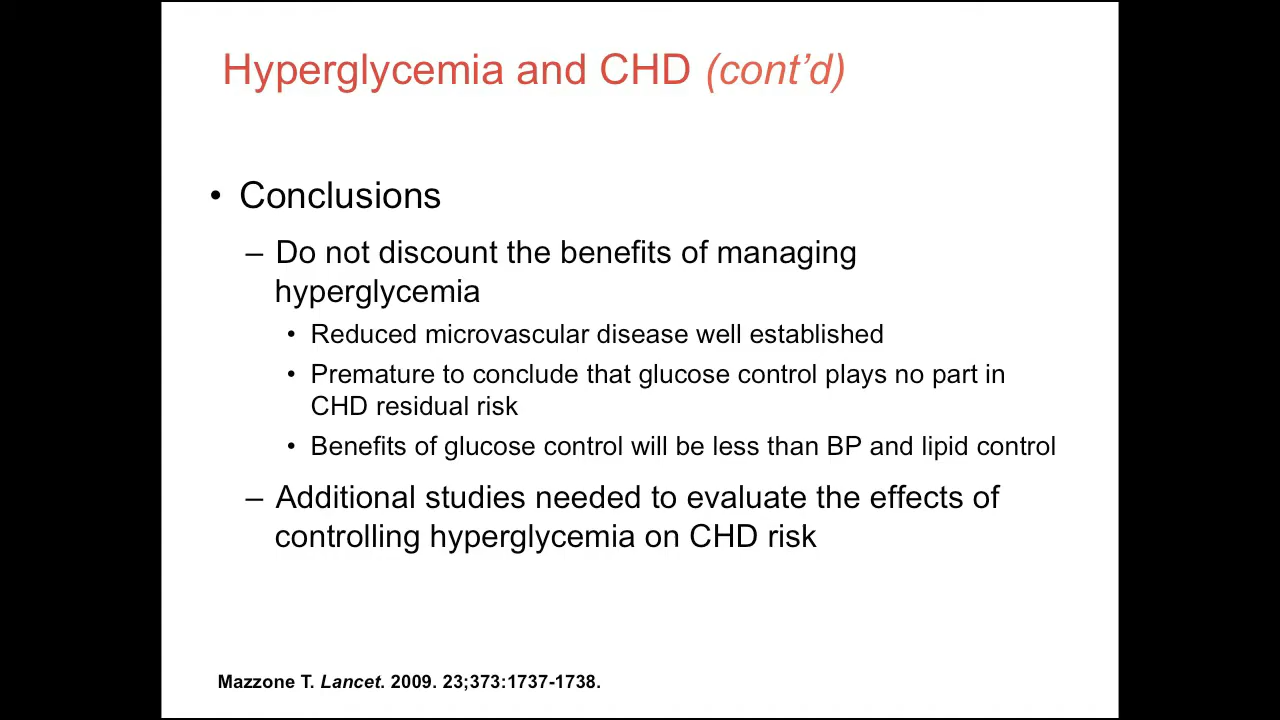 Hyperglycemia and CHD (cont’d)
• Conclusions
– Do not discount the benefits of managing
hyperglycemia
• Reduced microvascular disease well established
• Premature to conclude that glucose control plays no part in
CHD residual risk
• Benefits of glucose control will be less than BP and lipid control
– Additional studies needed to evaluate the effects of
controlling hyperglycemia on CHD risk
Mazzone T. Lancet. 2009. 23;373:1737-1738.